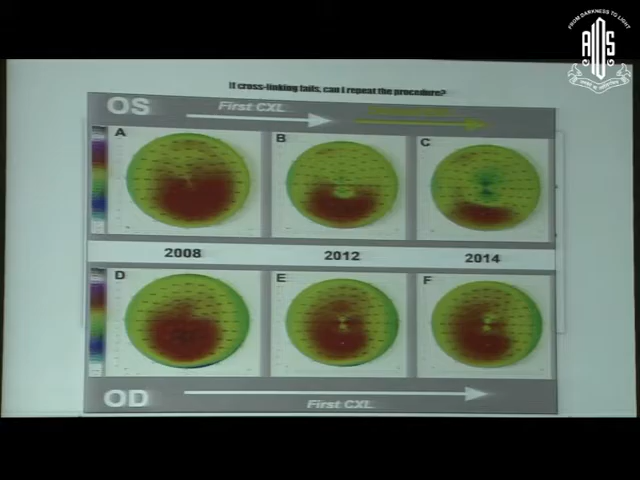 FROM DARKNESS TO LIGHT
AIOS
If cross-linking fails, can I repeat the procedure?
OS
First CXL
A
B
C
2008
2012
2014
D
E
F
OD
First CXL